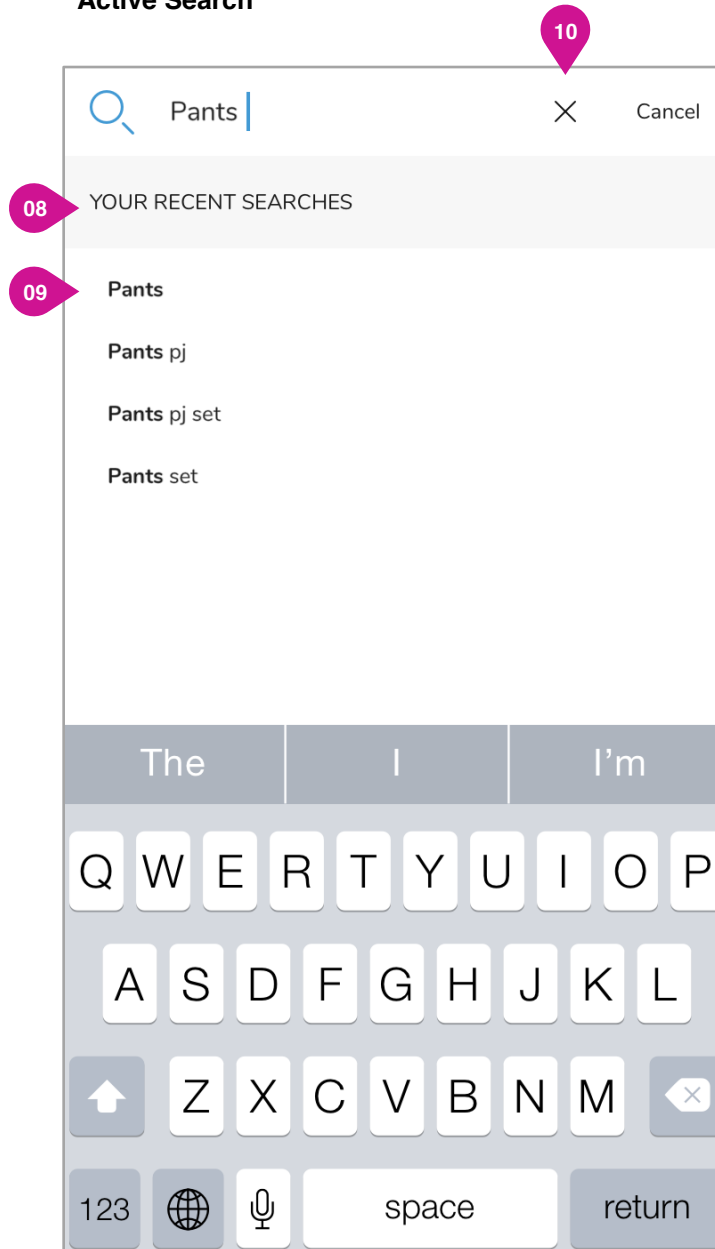 Active Search
10
Pants
Cancel
08
YOUR RECENT SEARCHES
09
Pants
Pants pj
Pants pj set
Pants set
The I I'm
Q W E R T Y U I O P
A S D F G H J K L
Z X C V B N M
123 space return